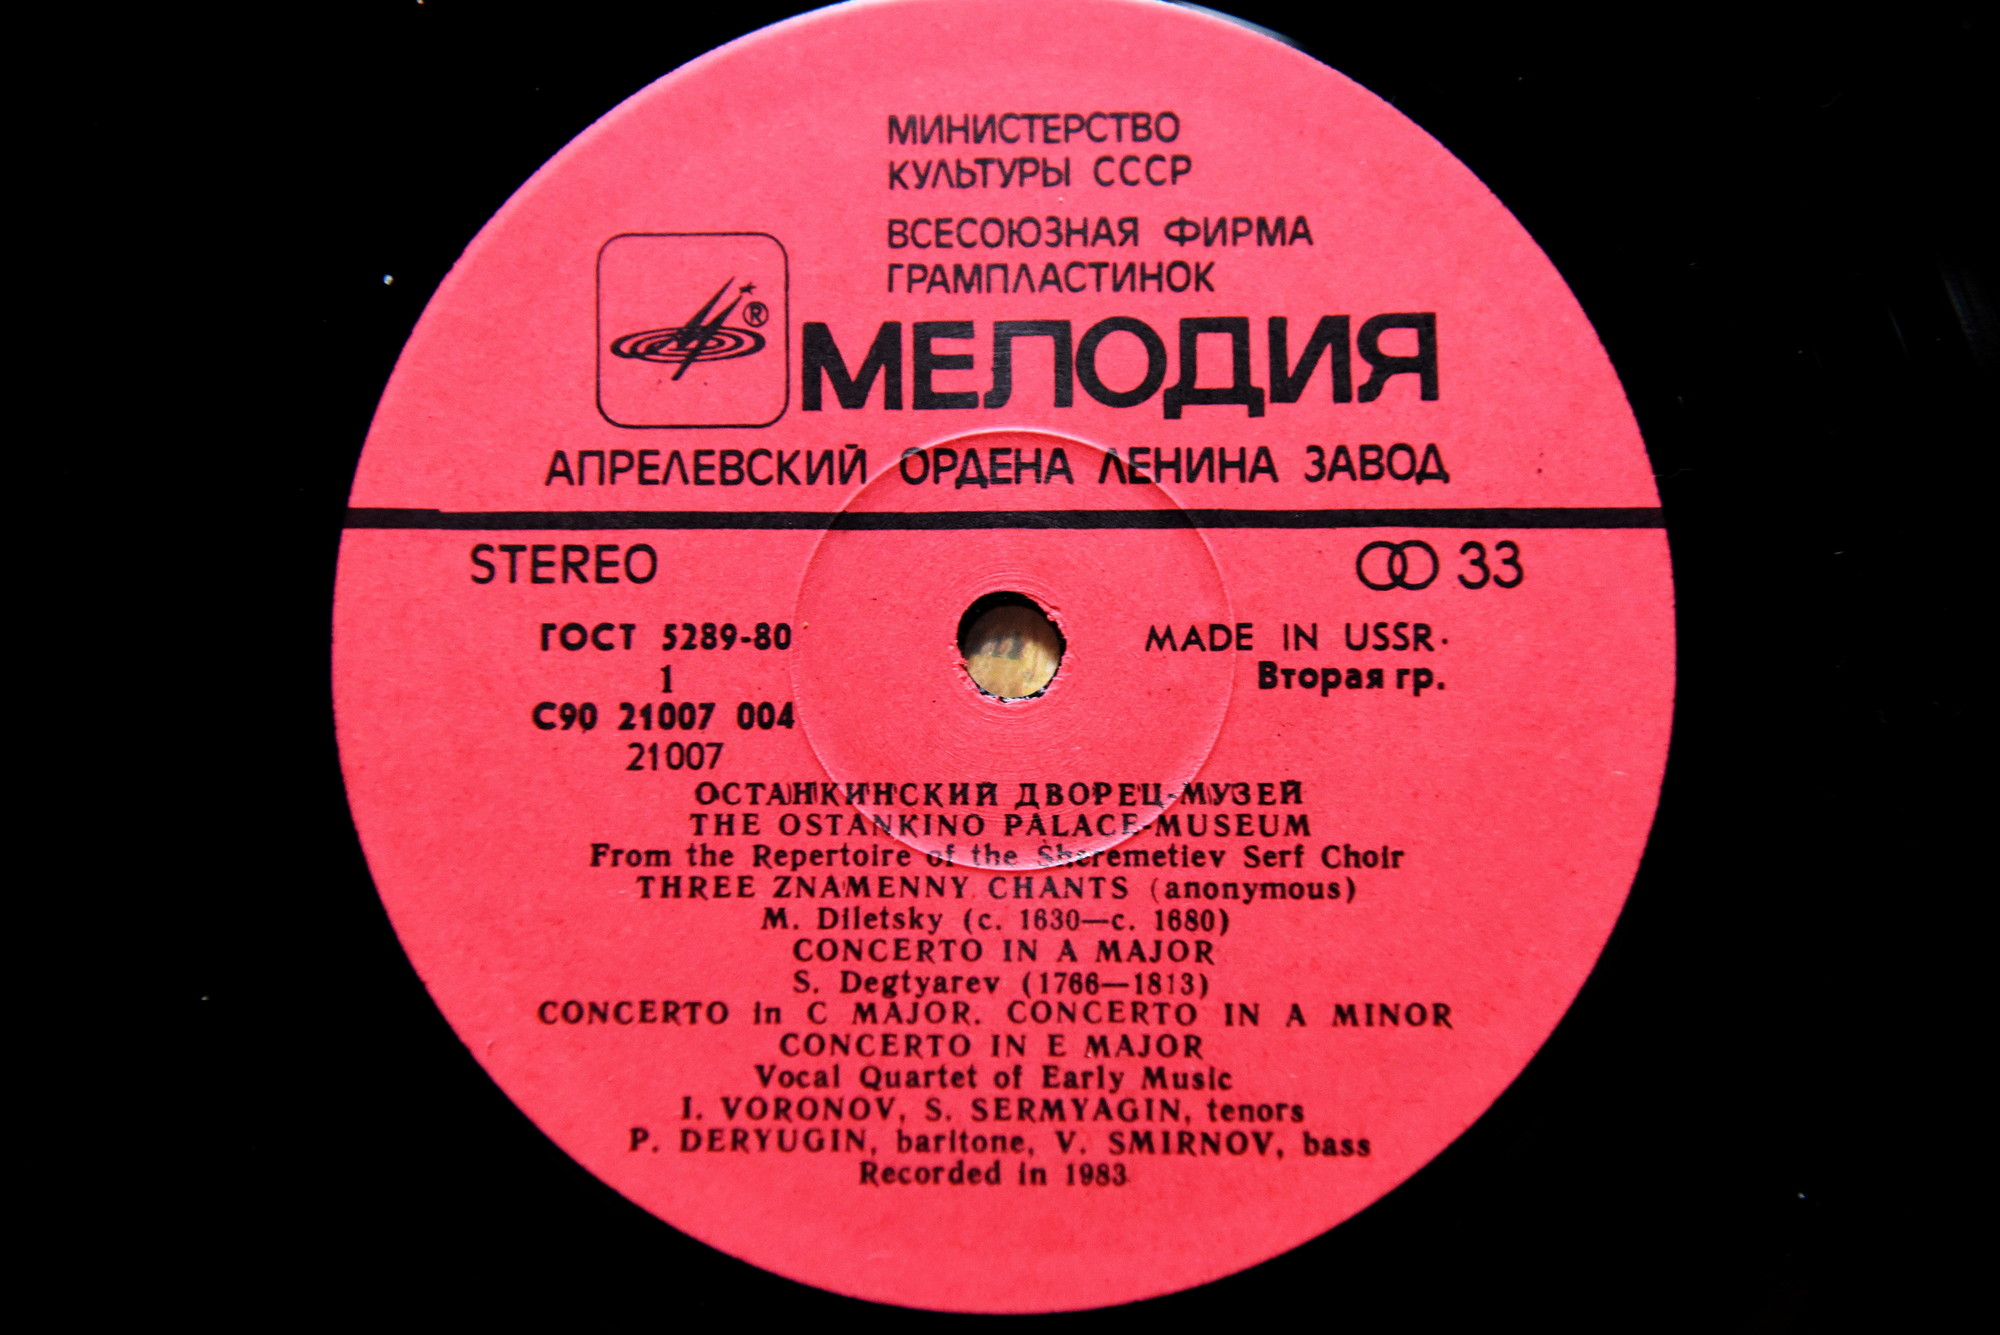 МИНИСТЕРСТВО
КУЛЬТУРЫ СССР
ВСЕСОЮЗНАЯ ФИРМА
ГРАМПЛАСТИНОК
®
МЕЛОДИЯ
АПРЕЛЕВСКИЙ ОРДЕНА ЛЕНИНА ЗАВОД
STEREO 33
ГОСТ 5289-80 MADE IN USSR·
1 Вторая гр.
С90 21007 004
21007
ОСТАНКИНСКИЙ ДВОРЕЦ-МУЗЕЙ
THE OSTANKINO PALACE-MUSEUM
From the Repertoire of the Sheremetiev Serf Choir
THREE ZNAMENNY CHANTS (anonymous)
M. Diletsky (c. 1630—c. 1680)
CONCERTO IN A MAJOR
S. Degtyarev (1766—1813)
CONCERTO in C MAJOR. CONCERTO IN A MINOR
CONCERTO IN E MAJOR
Vocal Quartet of Early Music
I. VORONOV, S. SERMYAGIN, tenors
P. DERYUGIN, baritone, V. SMIRNOV, bass
Recorded in 1983